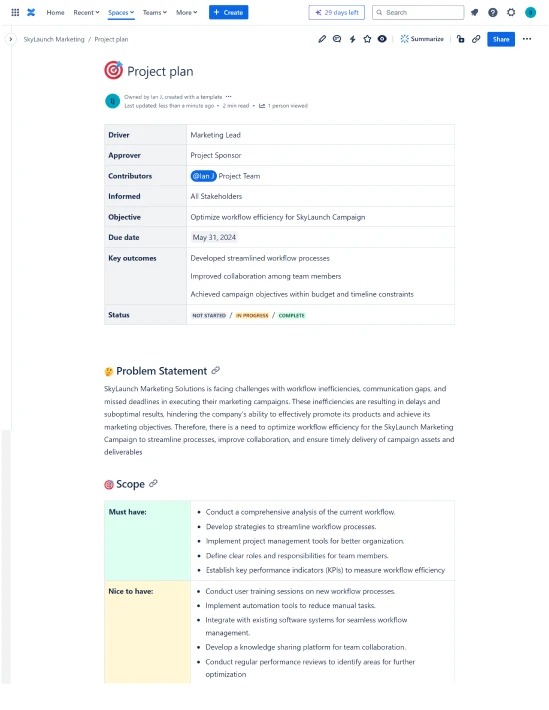 Home Recent Spaces Teams More + Create 29 days left Search
SkyLaunch Marketing / Project plan Summarize Share
Project plan
Owned by Ian J, created with a template
Last updated: less than a minute ago • 2 min read • 1 person viewed
Driver Marketing Lead
Approver Project Sponsor
Contributors @Ian J Project Team
Informed All Stakeholders
Objective Optimize workflow efficiency for SkyLaunch Campaign
Due date May 31, 2024
Key outcomes Developed streamlined workflow processes
Improved collaboration among team members
Achieved campaign objectives within budget and timeline constraints
Status NOT STARTED / IN PROGRESS / COMPLETE
Problem Statement
SkyLaunch Marketing Solutions is facing challenges with workflow inefficiencies, communication gaps, and
missed deadlines in executing their marketing campaigns. These inefficiencies are resulting in delays and
suboptimal results, hindering the company's ability to effectively promote its products and achieve its
marketing objectives. Therefore, there is a need to optimize workflow efficiency for the SkyLaunch Marketing
Campaign to streamline processes, improve collaboration, and ensure timely delivery of campaign assets and
deliverables
Scope
Must have: • Conduct a comprehensive analysis of the current workflow.
• Develop strategies to streamline workflow processes.
• Implement project management tools for better organization.
• Define clear roles and responsibilities for team members.
• Establish key performance indicators (KPIs) to measure workflow efficiency
Nice to have: • Conduct user training sessions on new workflow processes.
• Implement automation tools to reduce manual tasks.
• Integrate with existing software systems for seamless workflow
management.
• Develop a knowledge sharing platform for team collaboration.
• Conduct regular performance reviews to identify areas for further
optimization